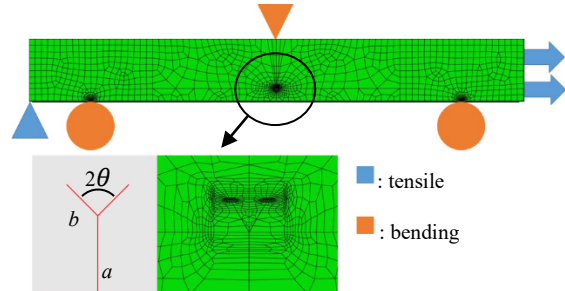 2θ
b
a
: tensile
: bending